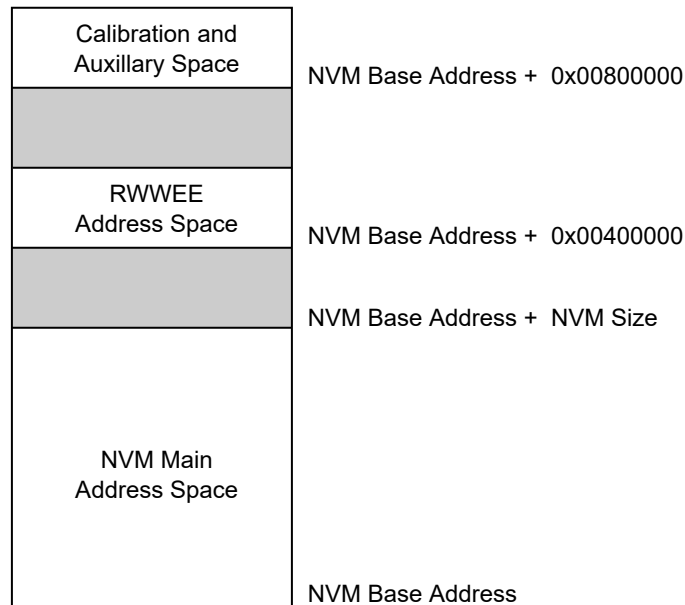 Calibration and
Auxillary Space
NVM Base Address + 0x00800000
RWWEE
Address Space
NVM Base Address + 0x00400000
NVM Base Address + NVM Size
NVM Main
Address Space
NVM Base Address